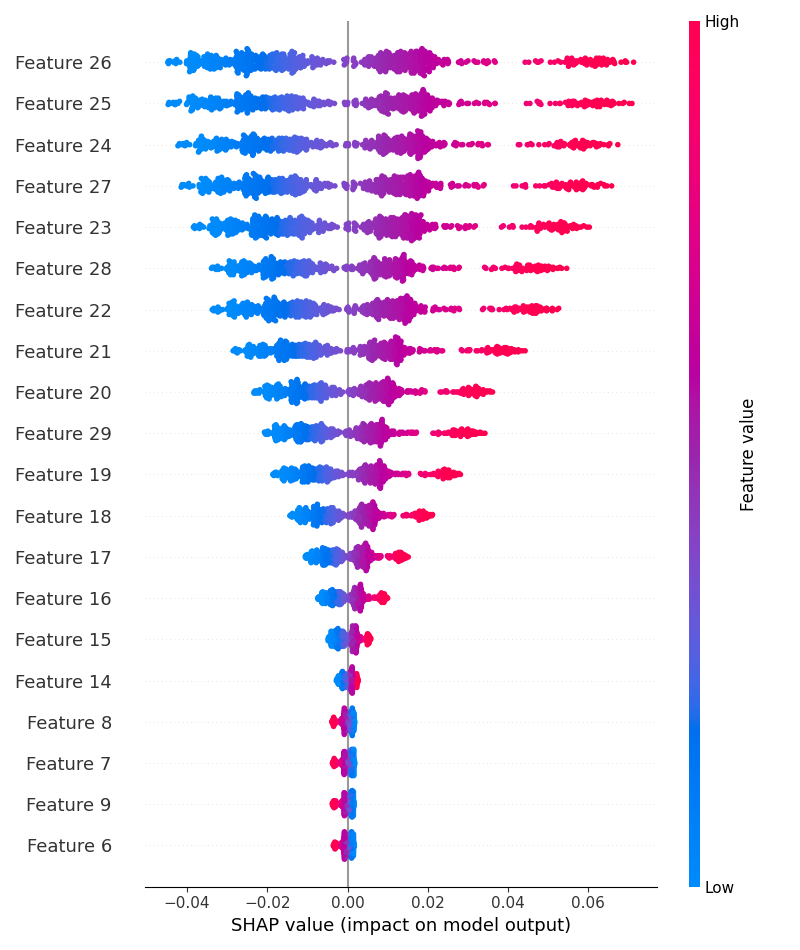 High
Feature 26
Feature 25
Feature 24
Feature 27
Feature 23
Feature 28
Feature 22
Feature 21
Feature 20
Feature 29
Feature 19
Feature 18
Feature 17
Feature 16
Feature 15
Feature 14
Feature 8
Feature 7
Feature 9
Feature 6
Feature value
Low
−0.04 −0.02 0.00 0.02 0.04 0.06
SHAP value (impact on model output)